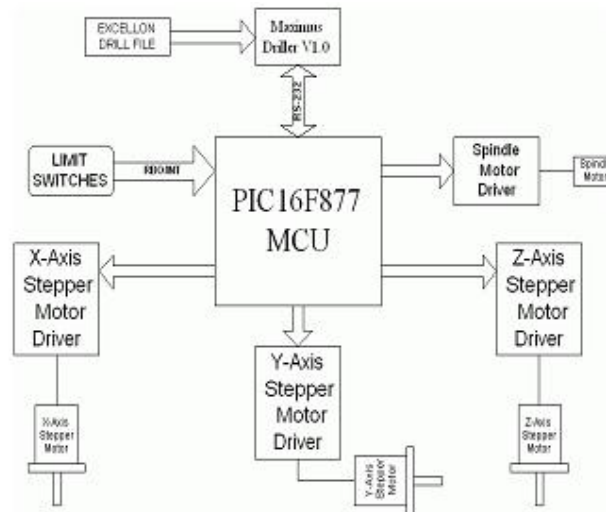 EXCELLON
DRILL FILE
Maximus
Driller V1.0
RS-232
LIMIT
SWITCHES
RB0/INT
PIC16F877
MCU
Spindle
Motor
Driver
Spindle
Motor
X-Axis
Stepper
Motor
Driver
Z-Axis
Stepper
Motor
Driver
Y-Axis
Stepper
Motor
Driver
X-Axis
Stepper
Motor
Y-Axis
Stepper
Motor
Z-Axis
Stepper
Motor